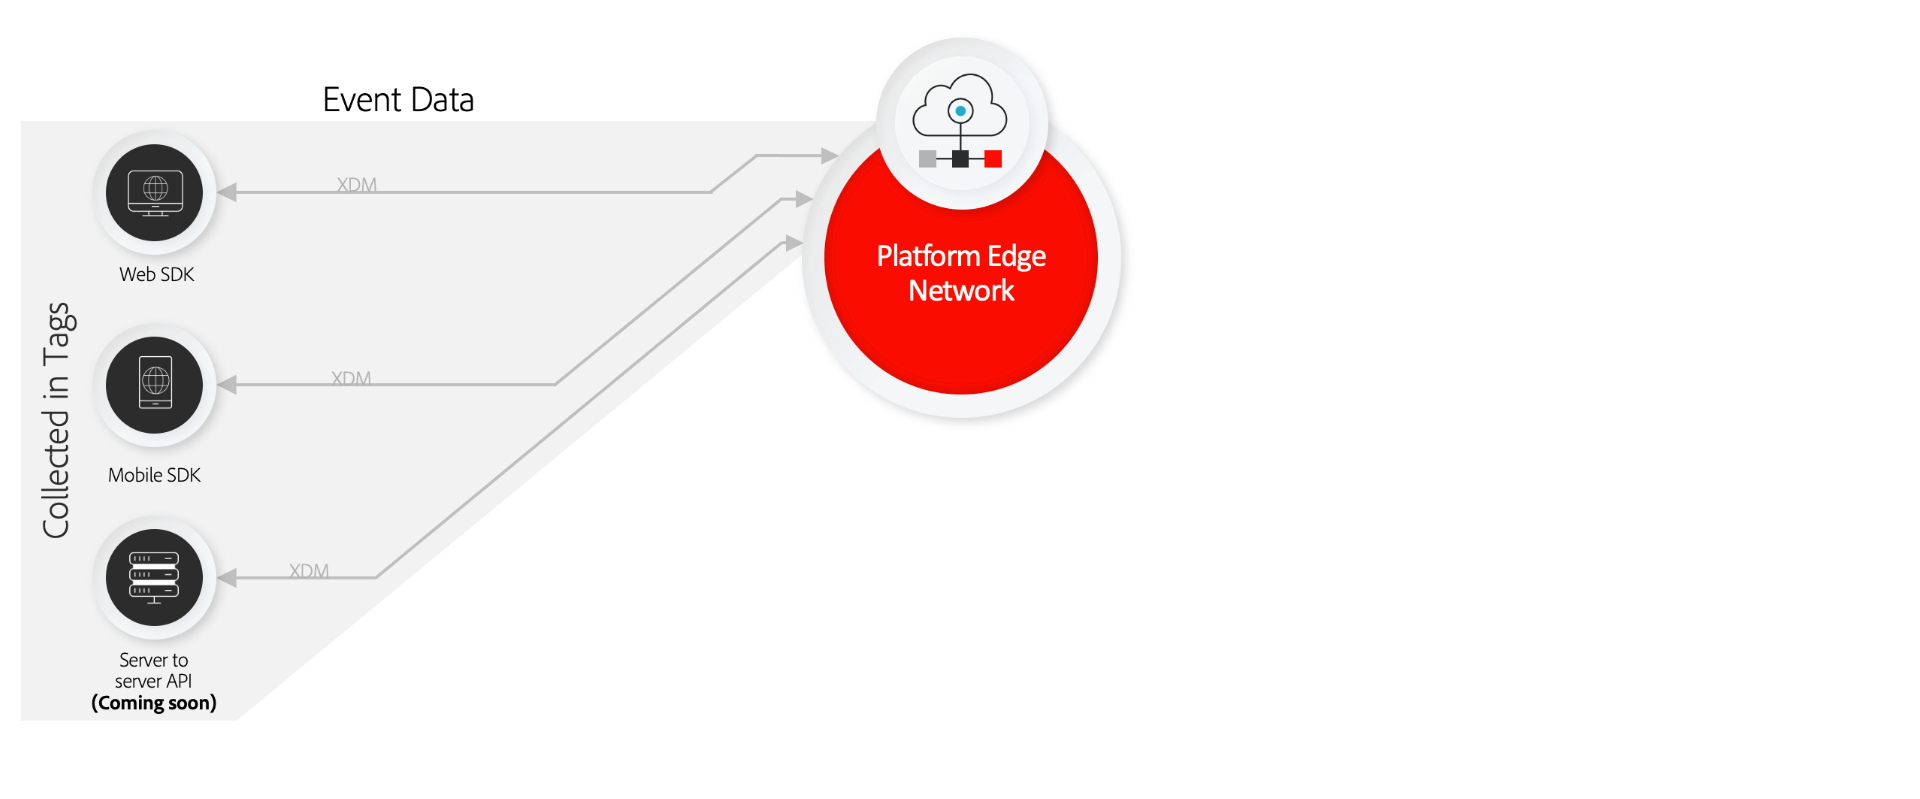 Event Data
XDM
Web SDK
Platform Edge
Network
Collected in Tags
XDM
Mobile SDK
XDM
Server to
server API
(Coming soon)